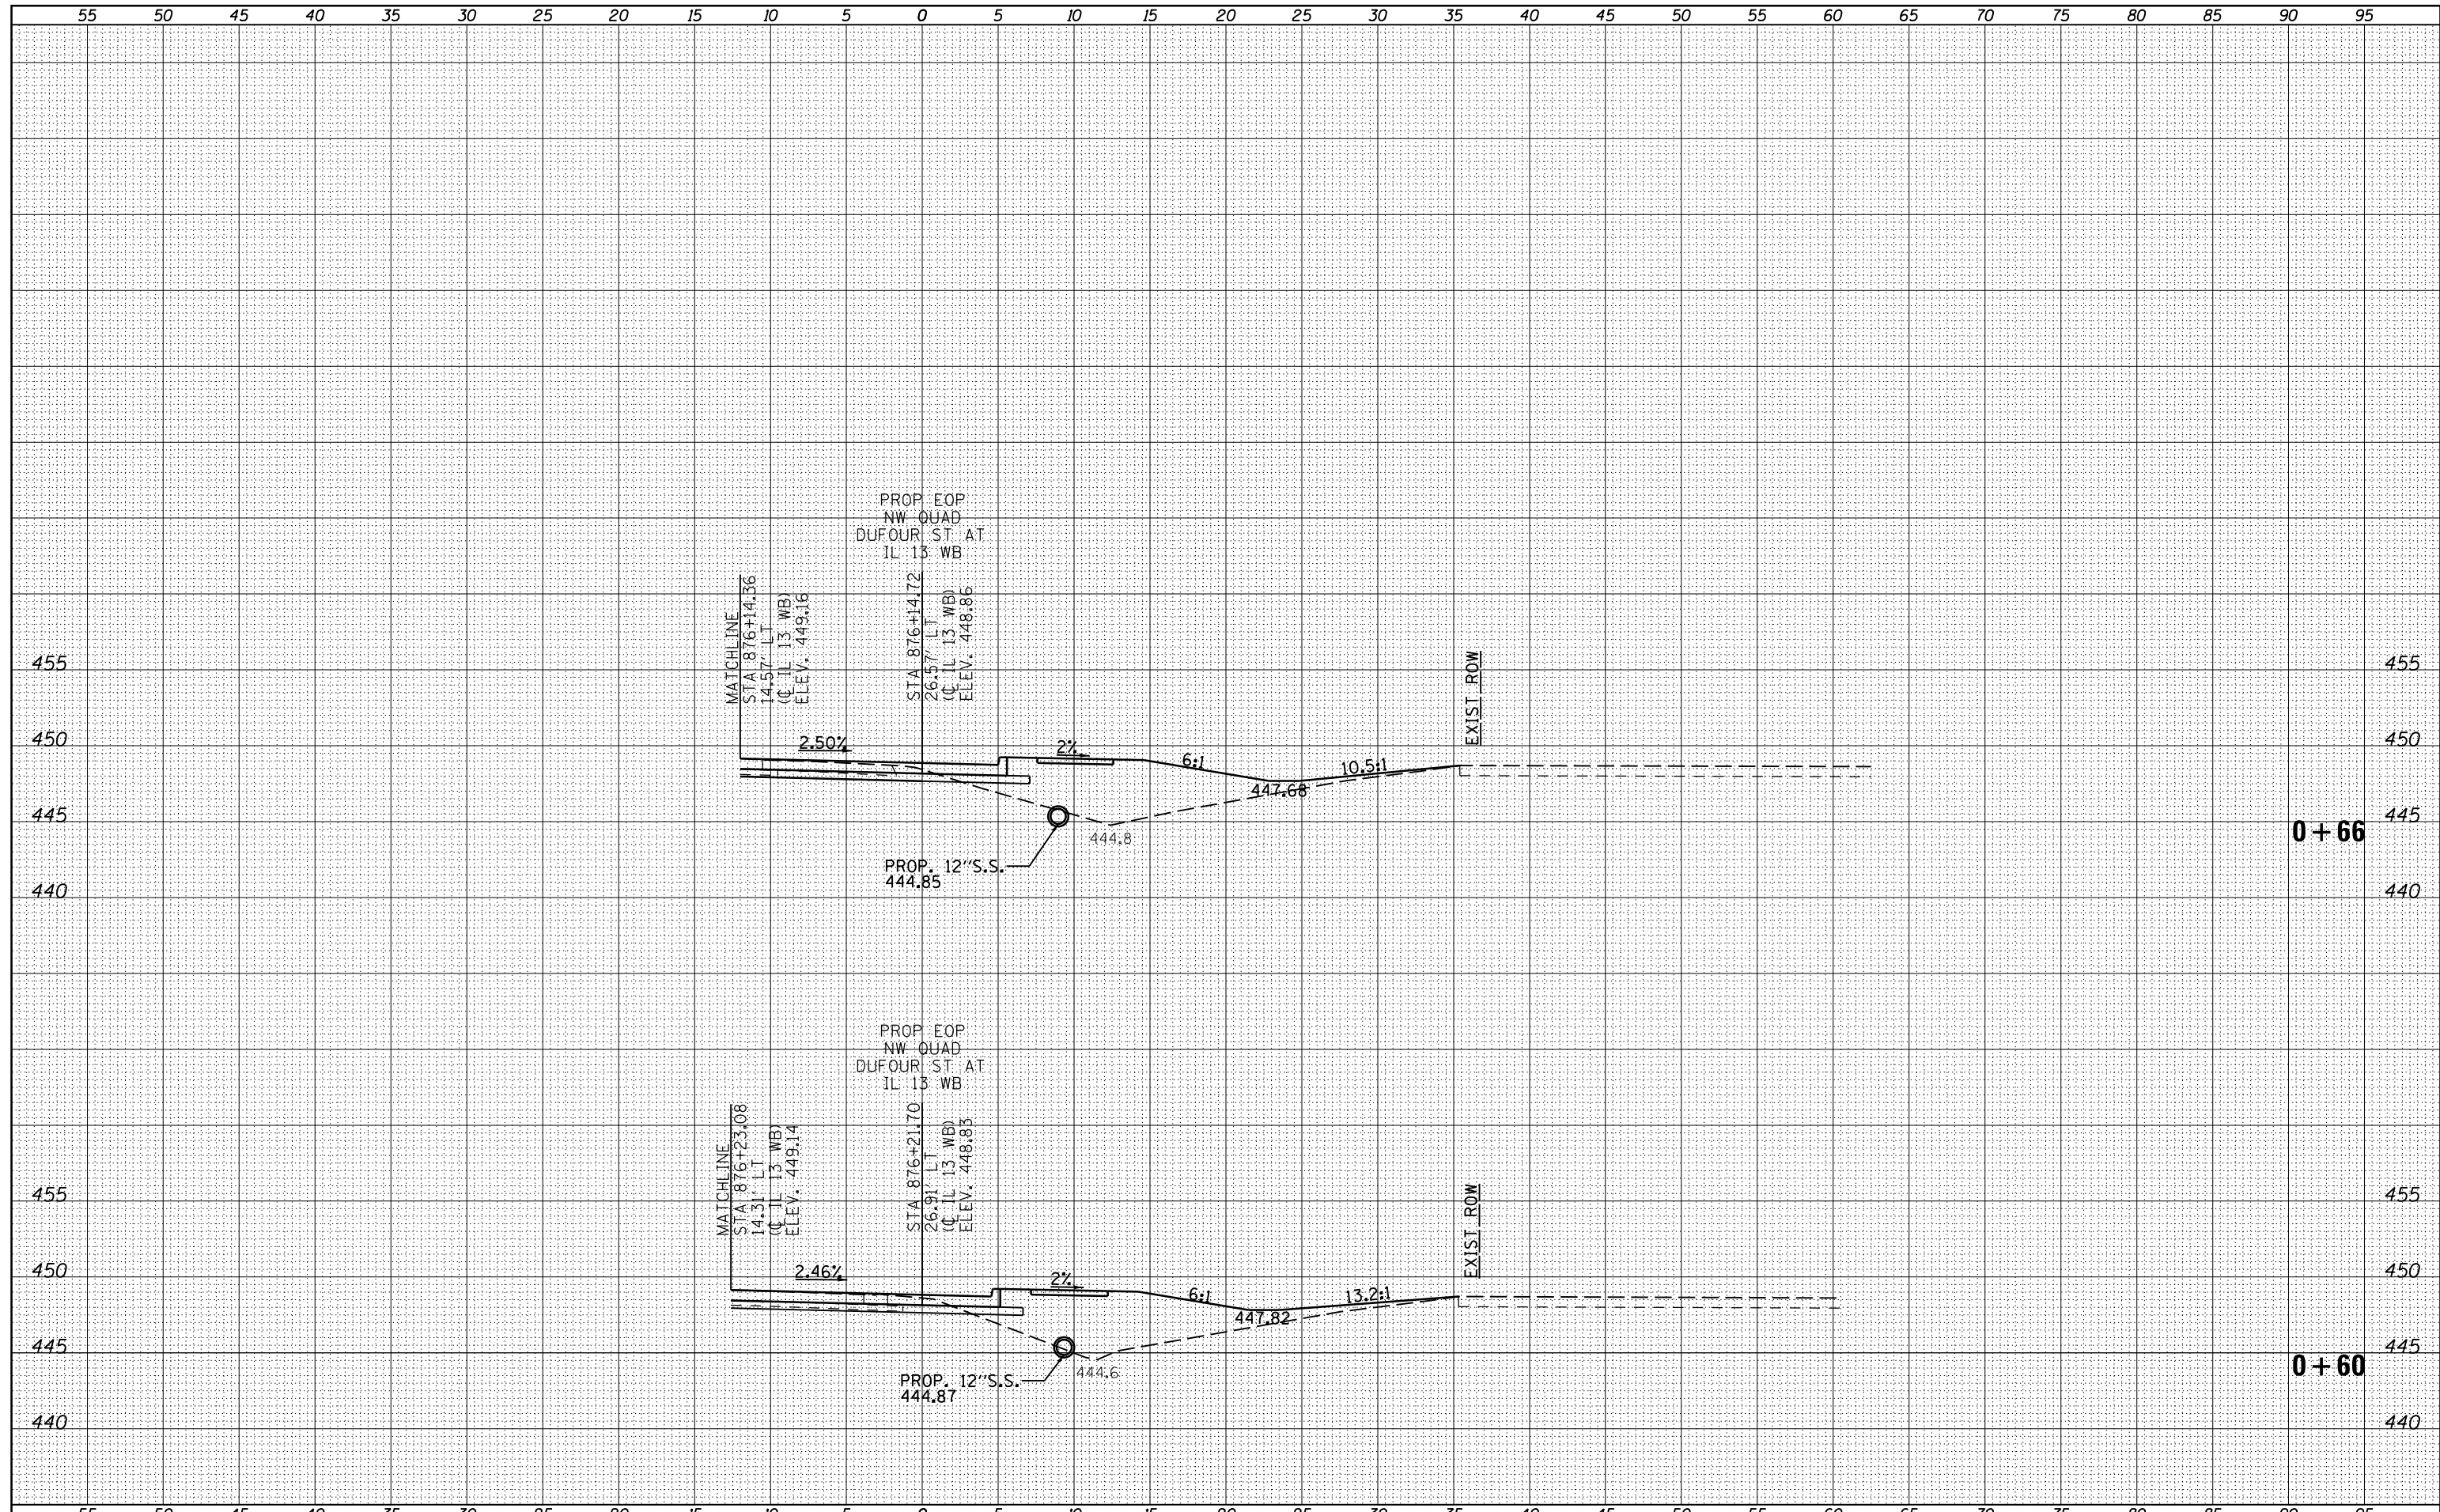 55 50 45 40 35 30 25 20 15 10 5 0 5 10 15 20 25 30 35 40 45 50 55 60 65 70 75 80 85 90 95
PROP EOP
NW QUAD
DUFOUR ST AT
IL 13 WB
MATCHLINE
STA 876+14.36
14.57' LT
(℄ IL 13 WB)
ELEV. 449.16
STA 876+14.72
26.57' LT
(℄ IL 13 WB)
ELEV. 448.86
EXIST ROW
455 455
450 450
2.50%
2%
6:1
10.5:1
447.68
445 445
444.8
0+66
PROP. 12''S.S.
444.85
440 440
PROP EOP
NW QUAD
DUFOUR ST AT
IL 13 WB
MATCHLINE
STA 876+23.08
14.31' LT
(℄ IL 13 WB)
ELEV. 449.14
STA 876+21.70
26.91' LT
(℄ IL 13 WB)
ELEV. 448.83
EXIST ROW
455 455
450 450
2.46%
2%
6:1
13.2:1
447.82
445 445
444.6
0+60
PROP. 12''S.S.
444.87
440 440